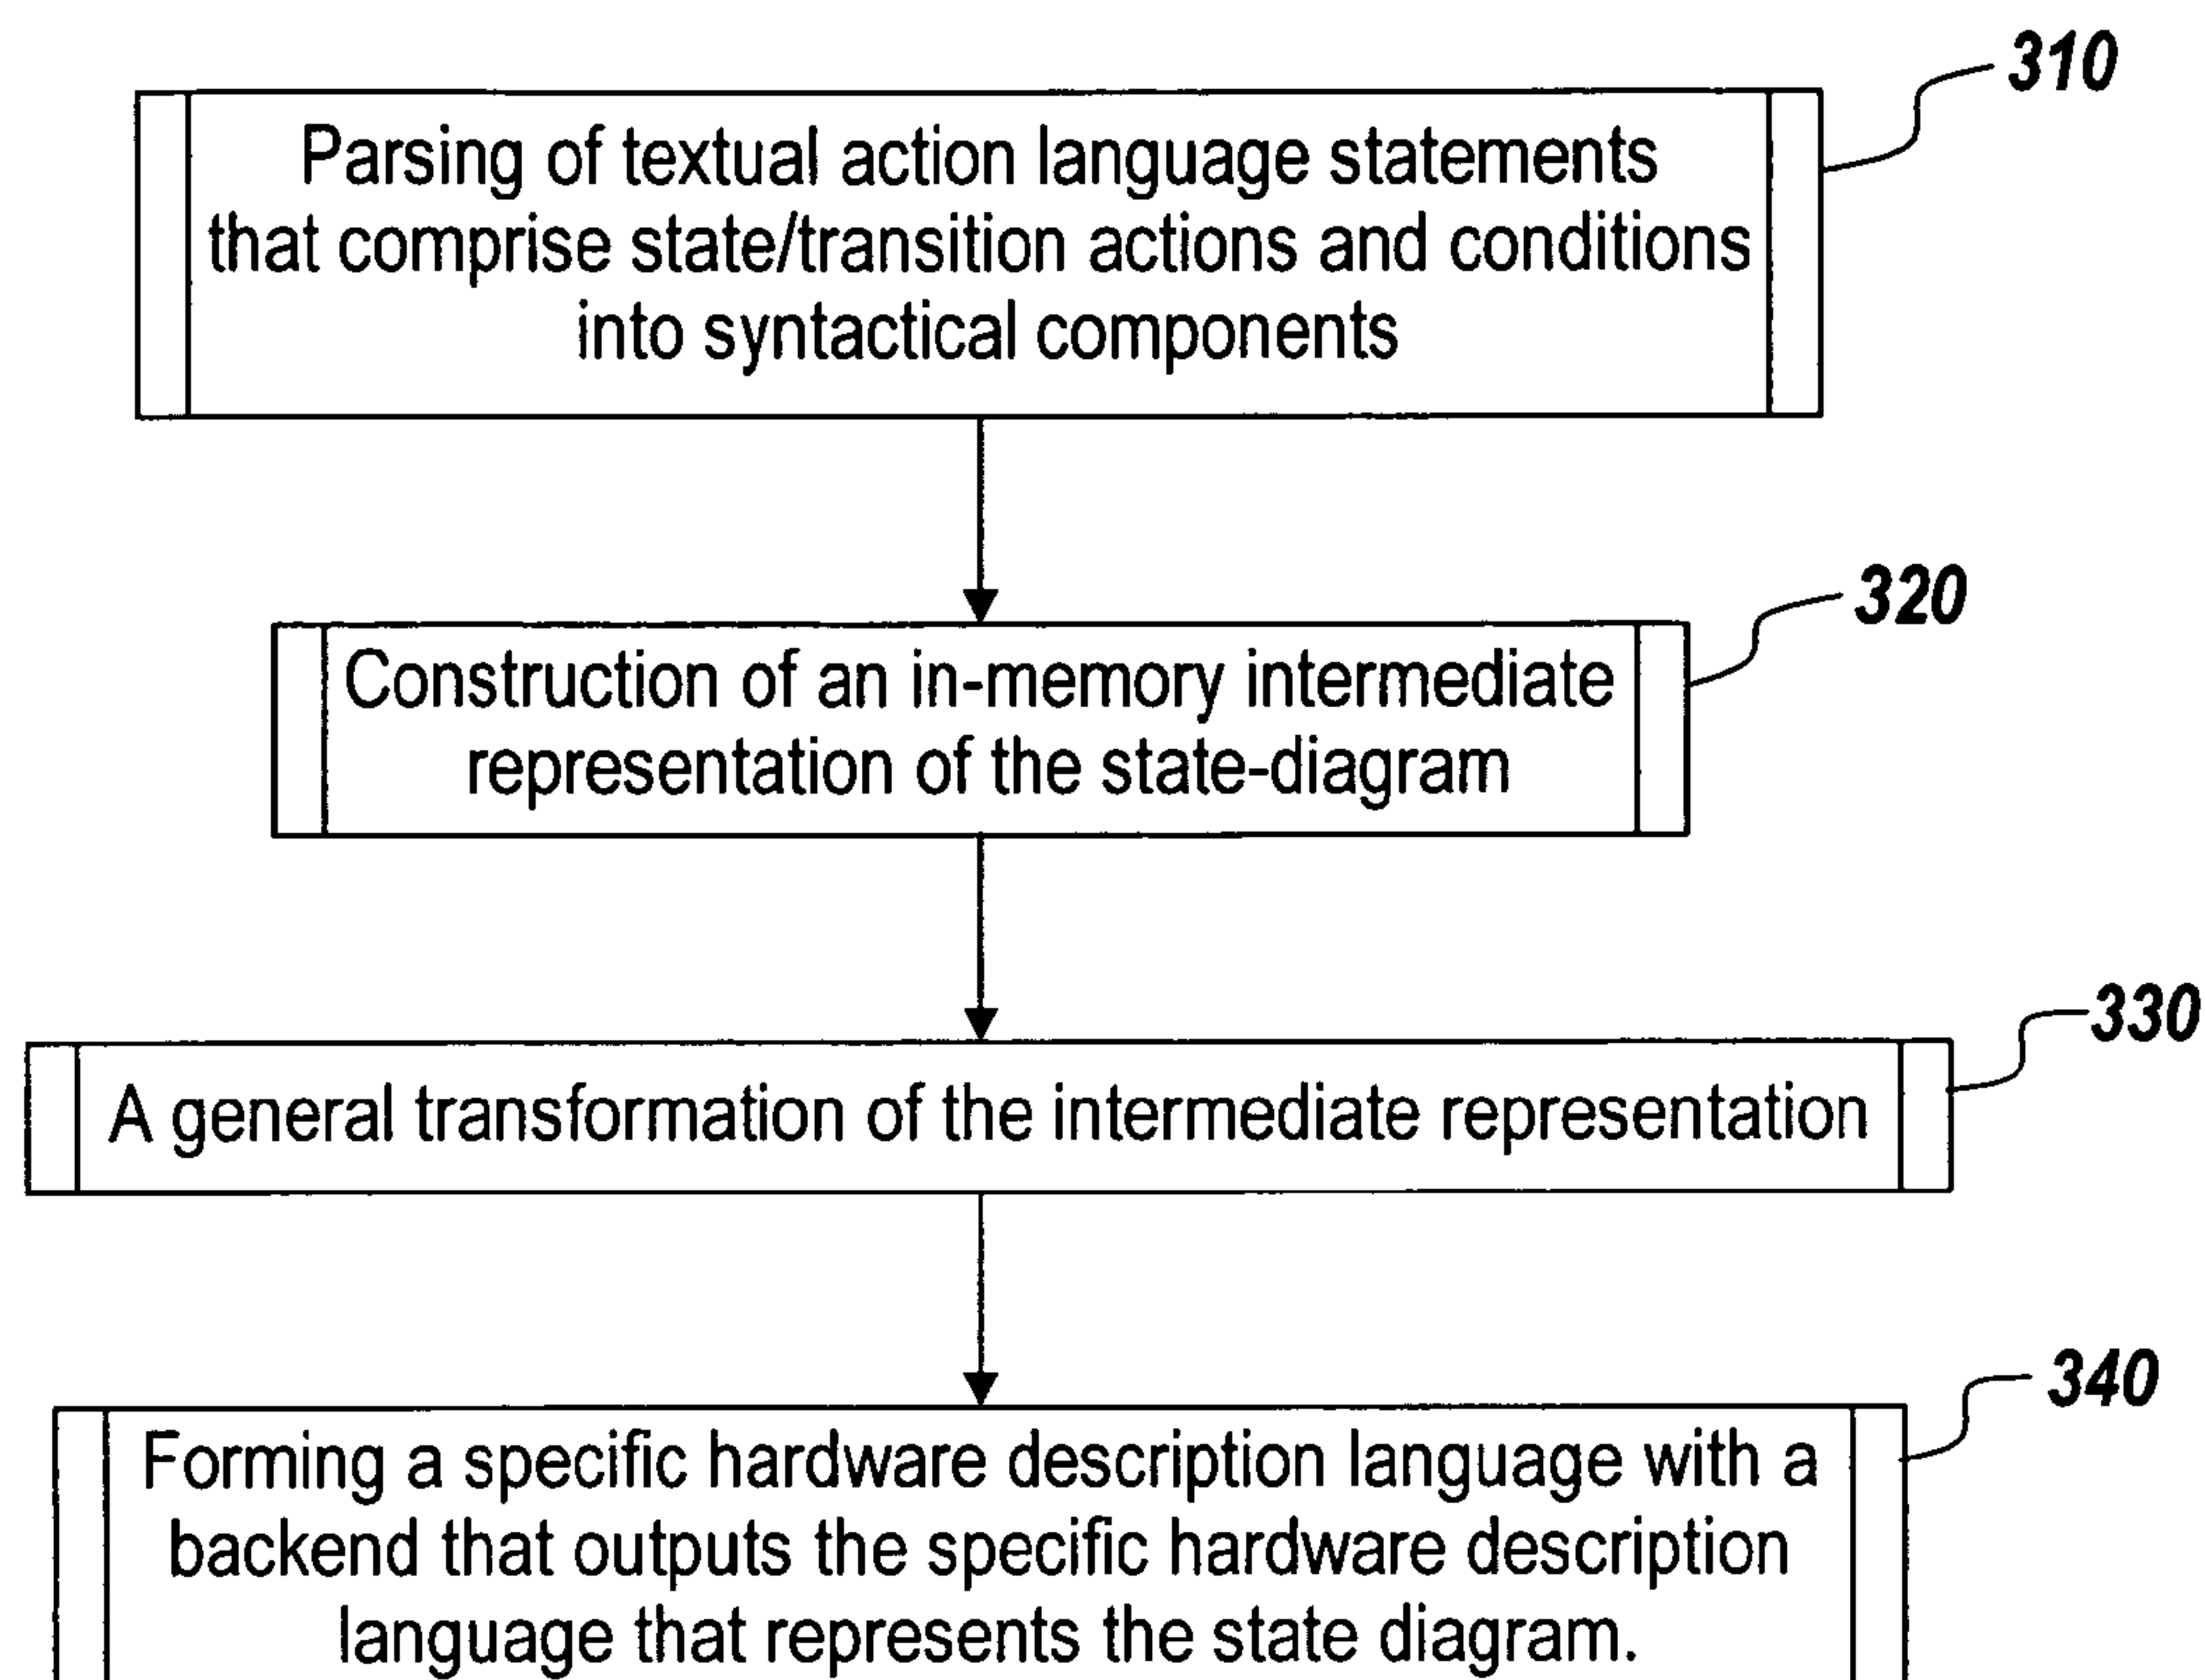 310
Parsing of textual action language statements
that comprise state/transition actions and conditions
into syntactical components
320
Construction of an in-memory intermediate
representation of the state-diagram
330
A general transformation of the intermediate representation
340
Forming a specific hardware description language with a
backend that outputs the specific hardware description
language that represents the state diagram.